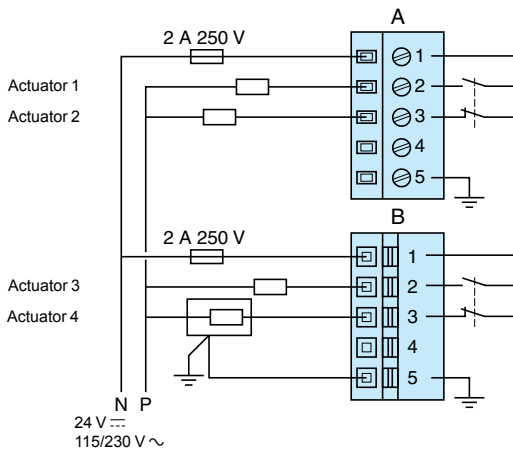 A
2 A 250 V
1
Actuator 1
2
Actuator 2
3
4
5
B
2 A 250 V
1
Actuator 3
2
Actuator 4
3
4
5
N P
24 V ⎓
115/230 V ~